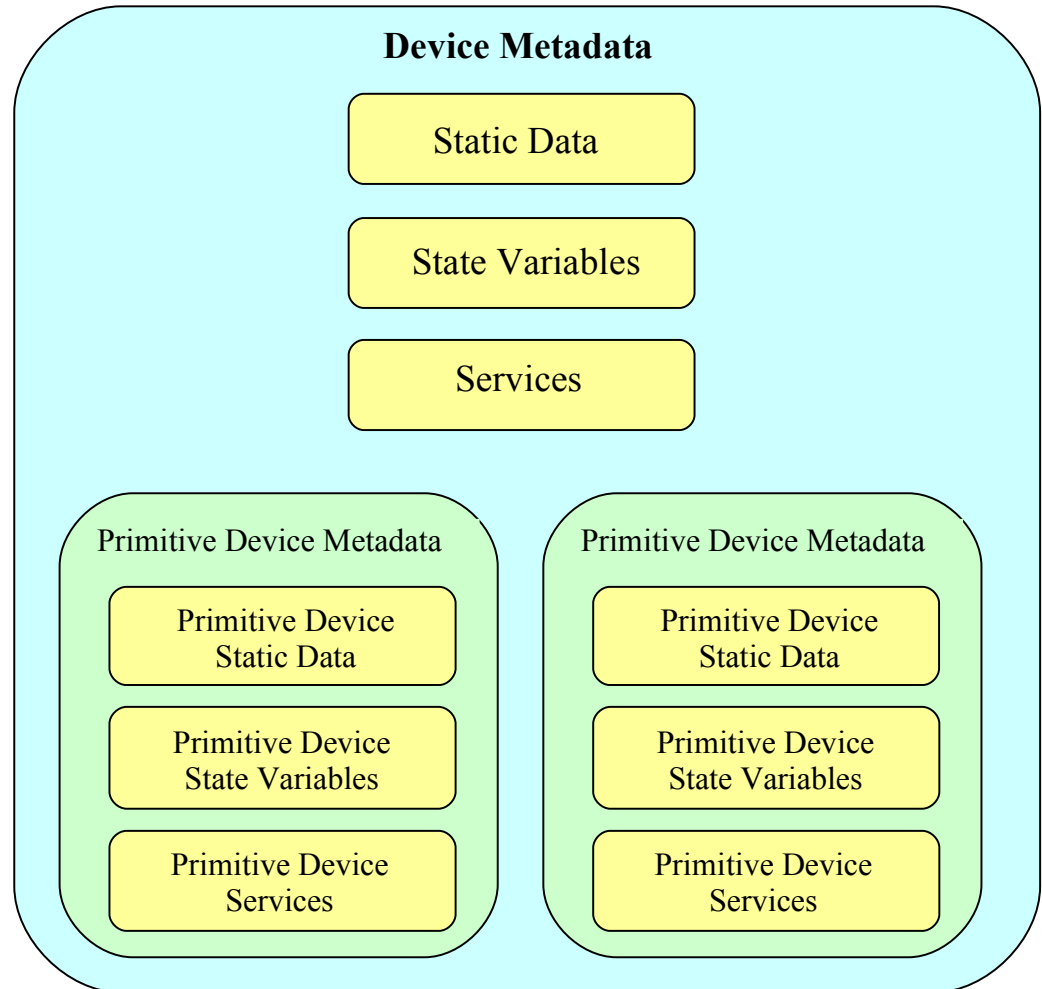 Device Metadata
Static Data
State Variables
Services
Primitive Device Metadata
Primitive Device
Static Data
Primitive Device
State Variables
Primitive Device
Services
Primitive Device Metadata
Primitive Device
Static Data
Primitive Device
State Variables
Primitive Device
Services